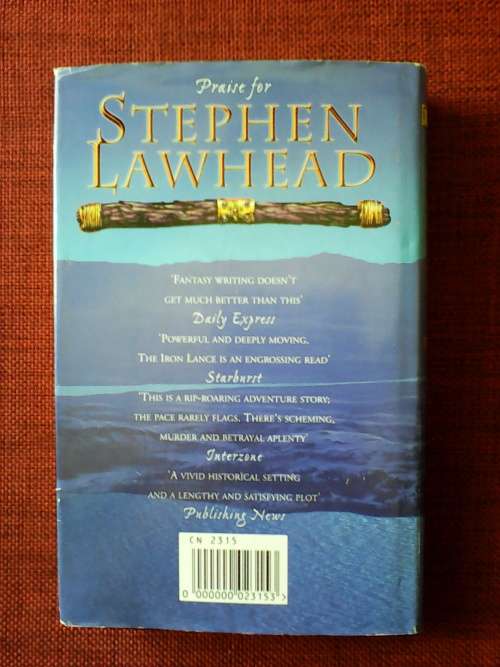 Praise for
STEPHEN
LAWHEAD
'FANTASY WRITING DOESN'T
GET MUCH BETTER THAN THIS'
Daily Express
'POWERFUL AND DEEPLY MOVING.
THE IRON LANCE IS AN ENGROSSING READ'
Starburst
'THIS IS A RIP-ROARING ADVENTURE STORY;
THE PACE RARELY FLAGS. THERE'S SCHEMING,
MURDER AND BETRAYAL APLENTY'
Interzone
'A VIVID HISTORICAL SETTING
AND A LENGTHY AND SATISFYING PLOT'
Publishing News
CN 2315
0 000000 023153 >